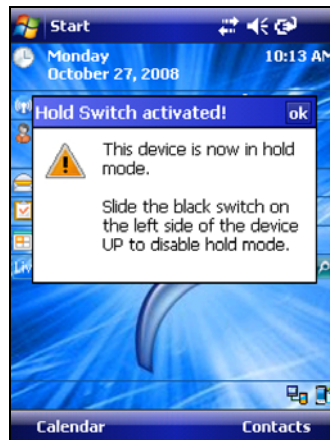 Start
Monday 10:13 AM
October 27, 2008
Hold Switch activated! ok
This device is now in hold
mode.
Slide the black switch on
the left side of the device
UP to disable hold mode.
Liv
Calendar Contacts